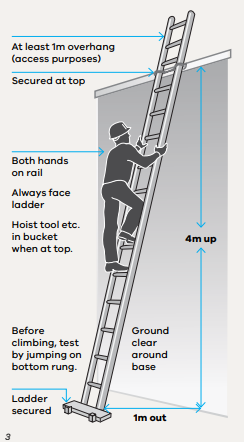 At least 1m overhang
(access purposes)
Secured at top
Both hands
on rail
Always face
ladder
Hoist tool etc.
in bucket
when at top.
4m up
Before
climbing, test
by jumping on
bottom rung.
Ground
clear
around
base
Ladder
secured
1m out
3